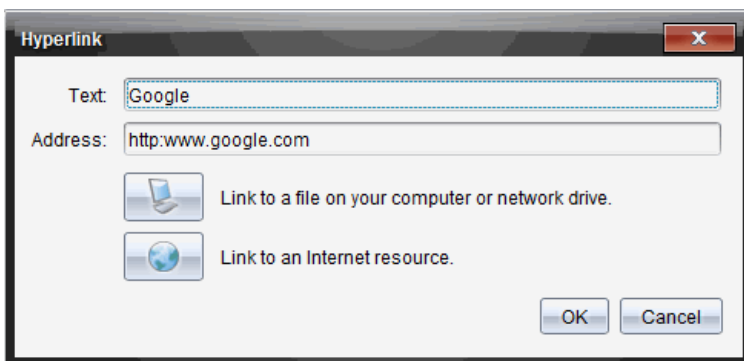 Hyperlink
Text: Google
Address: http:www.google.com
Link to a file on your computer or network drive.
Link to an Internet resource.
OK Cancel